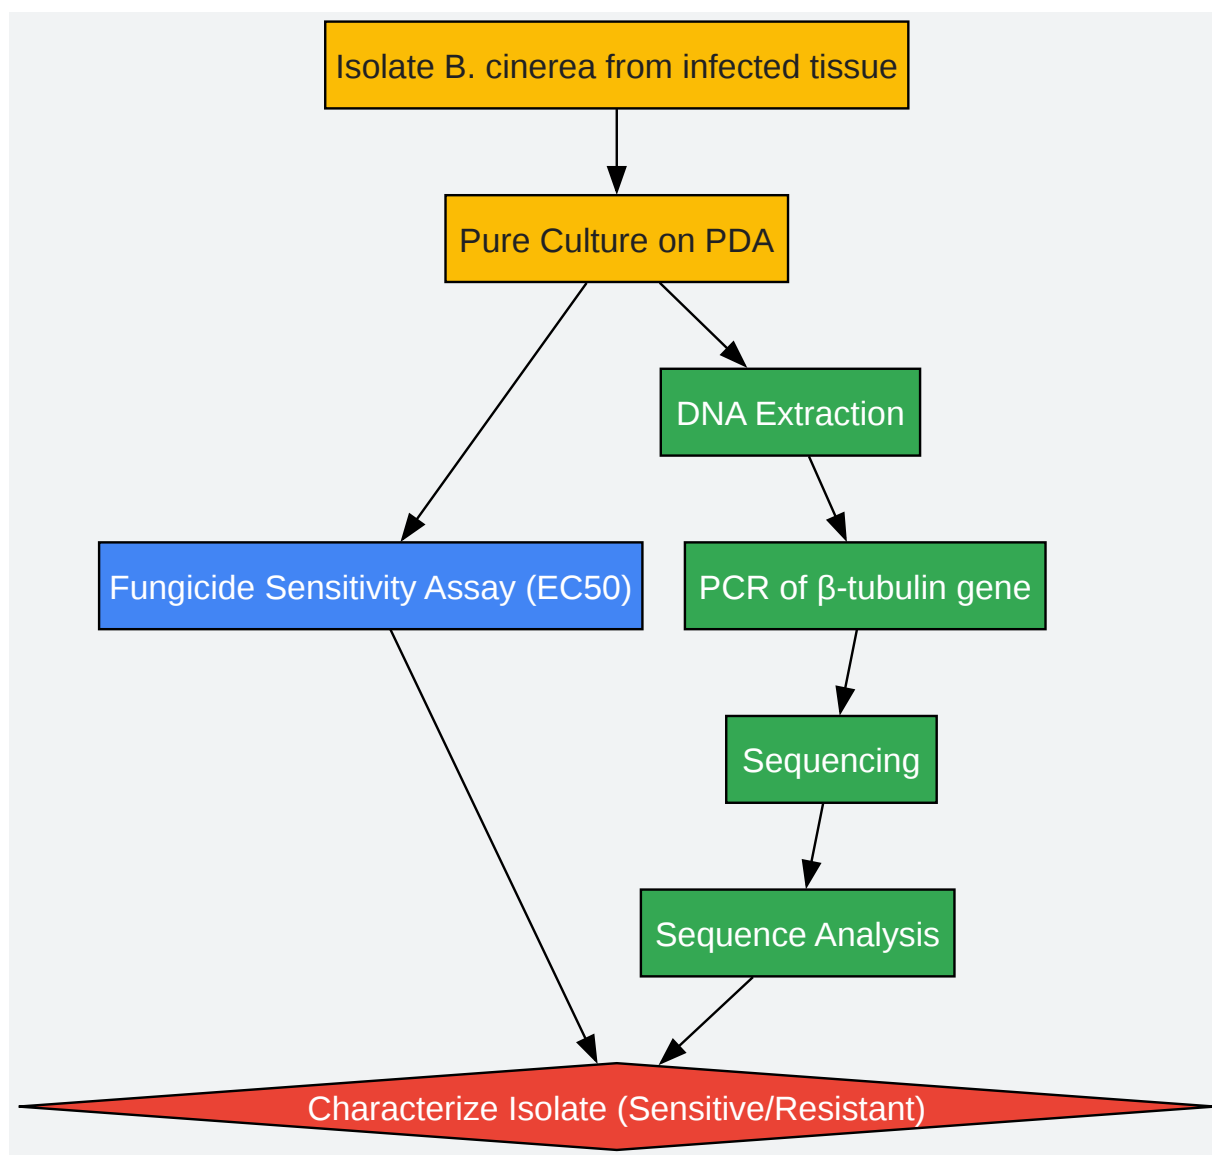 Isolate B. cinerea from infected tissue
Pure Culture on PDA
DNA Extraction
Fungicide Sensitivity Assay (EC50)
PCR of β-tubulin gene
Sequencing
Sequence Analysis
Characterize Isolate (Sensitive/Resistant)